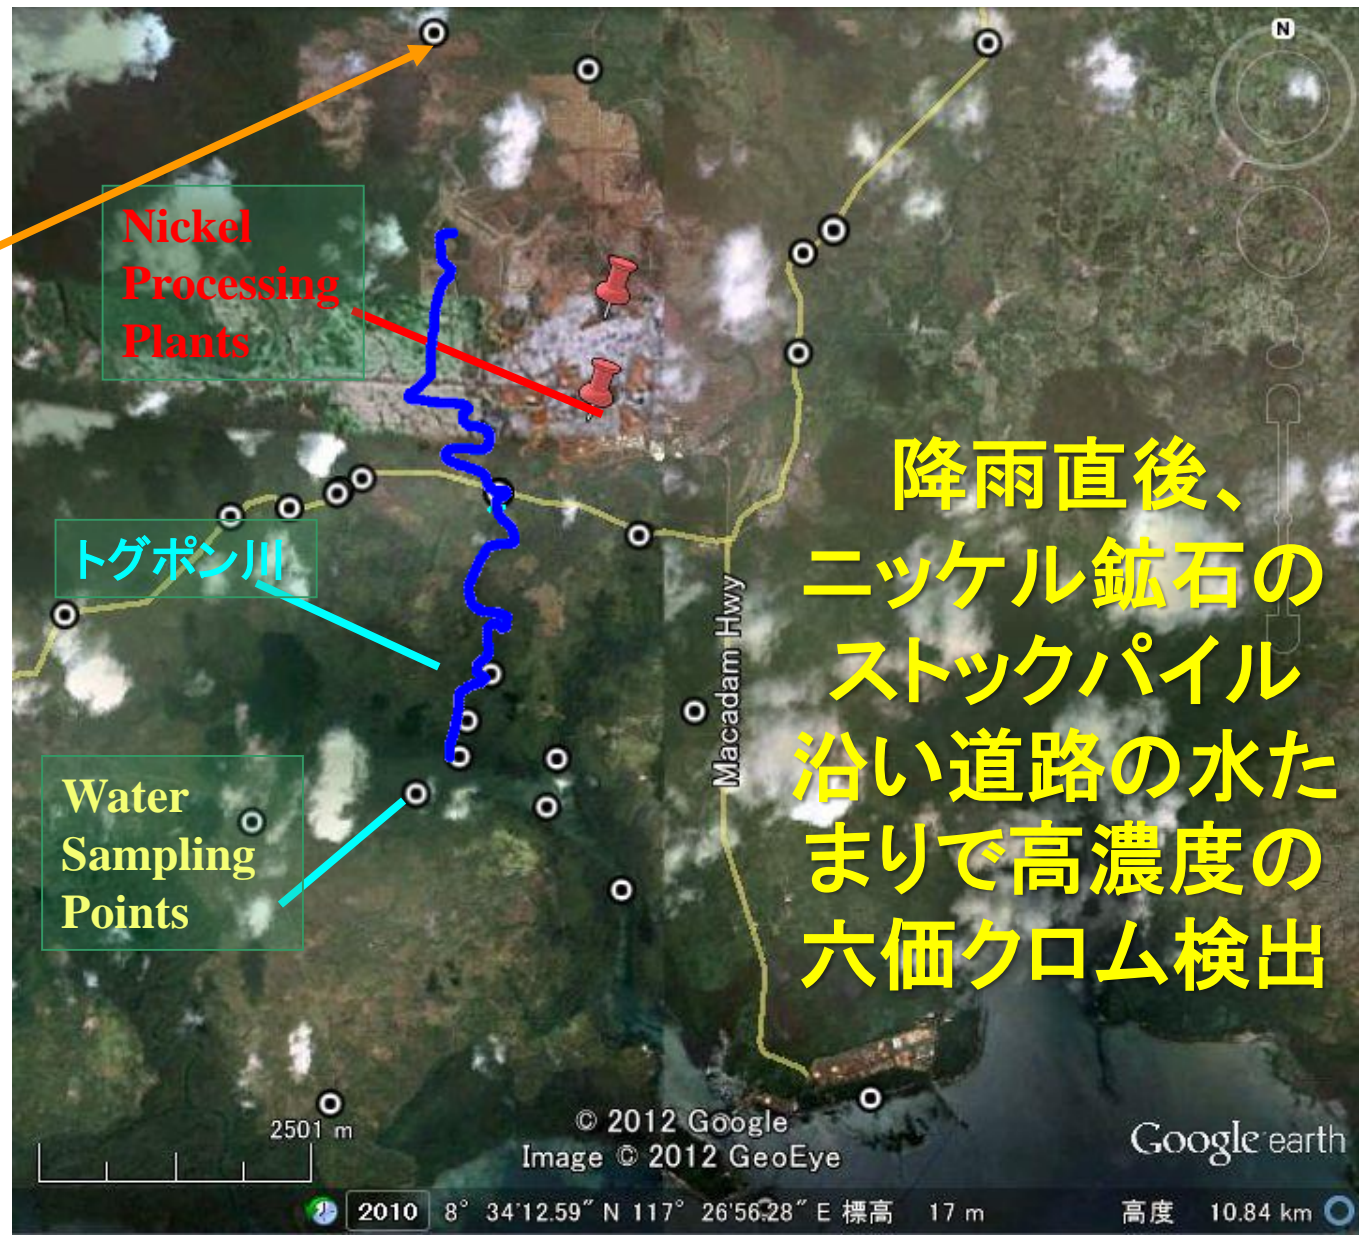 N
Nickel
Processing
Plants
降雨直後、
ニッケル鉱石の
ストックパイル
沿い道路の水た
まりで高濃度の
六価クロム検出
トグポン川
Macadam Hwy
Water
Sampling
Points
2501 m
© 2012 Google
Image © 2012 GeoEye
Google earth
2010 8° 34'12.59" N 117° 26'56.28" E 標高 17 m 高度 10.84 km